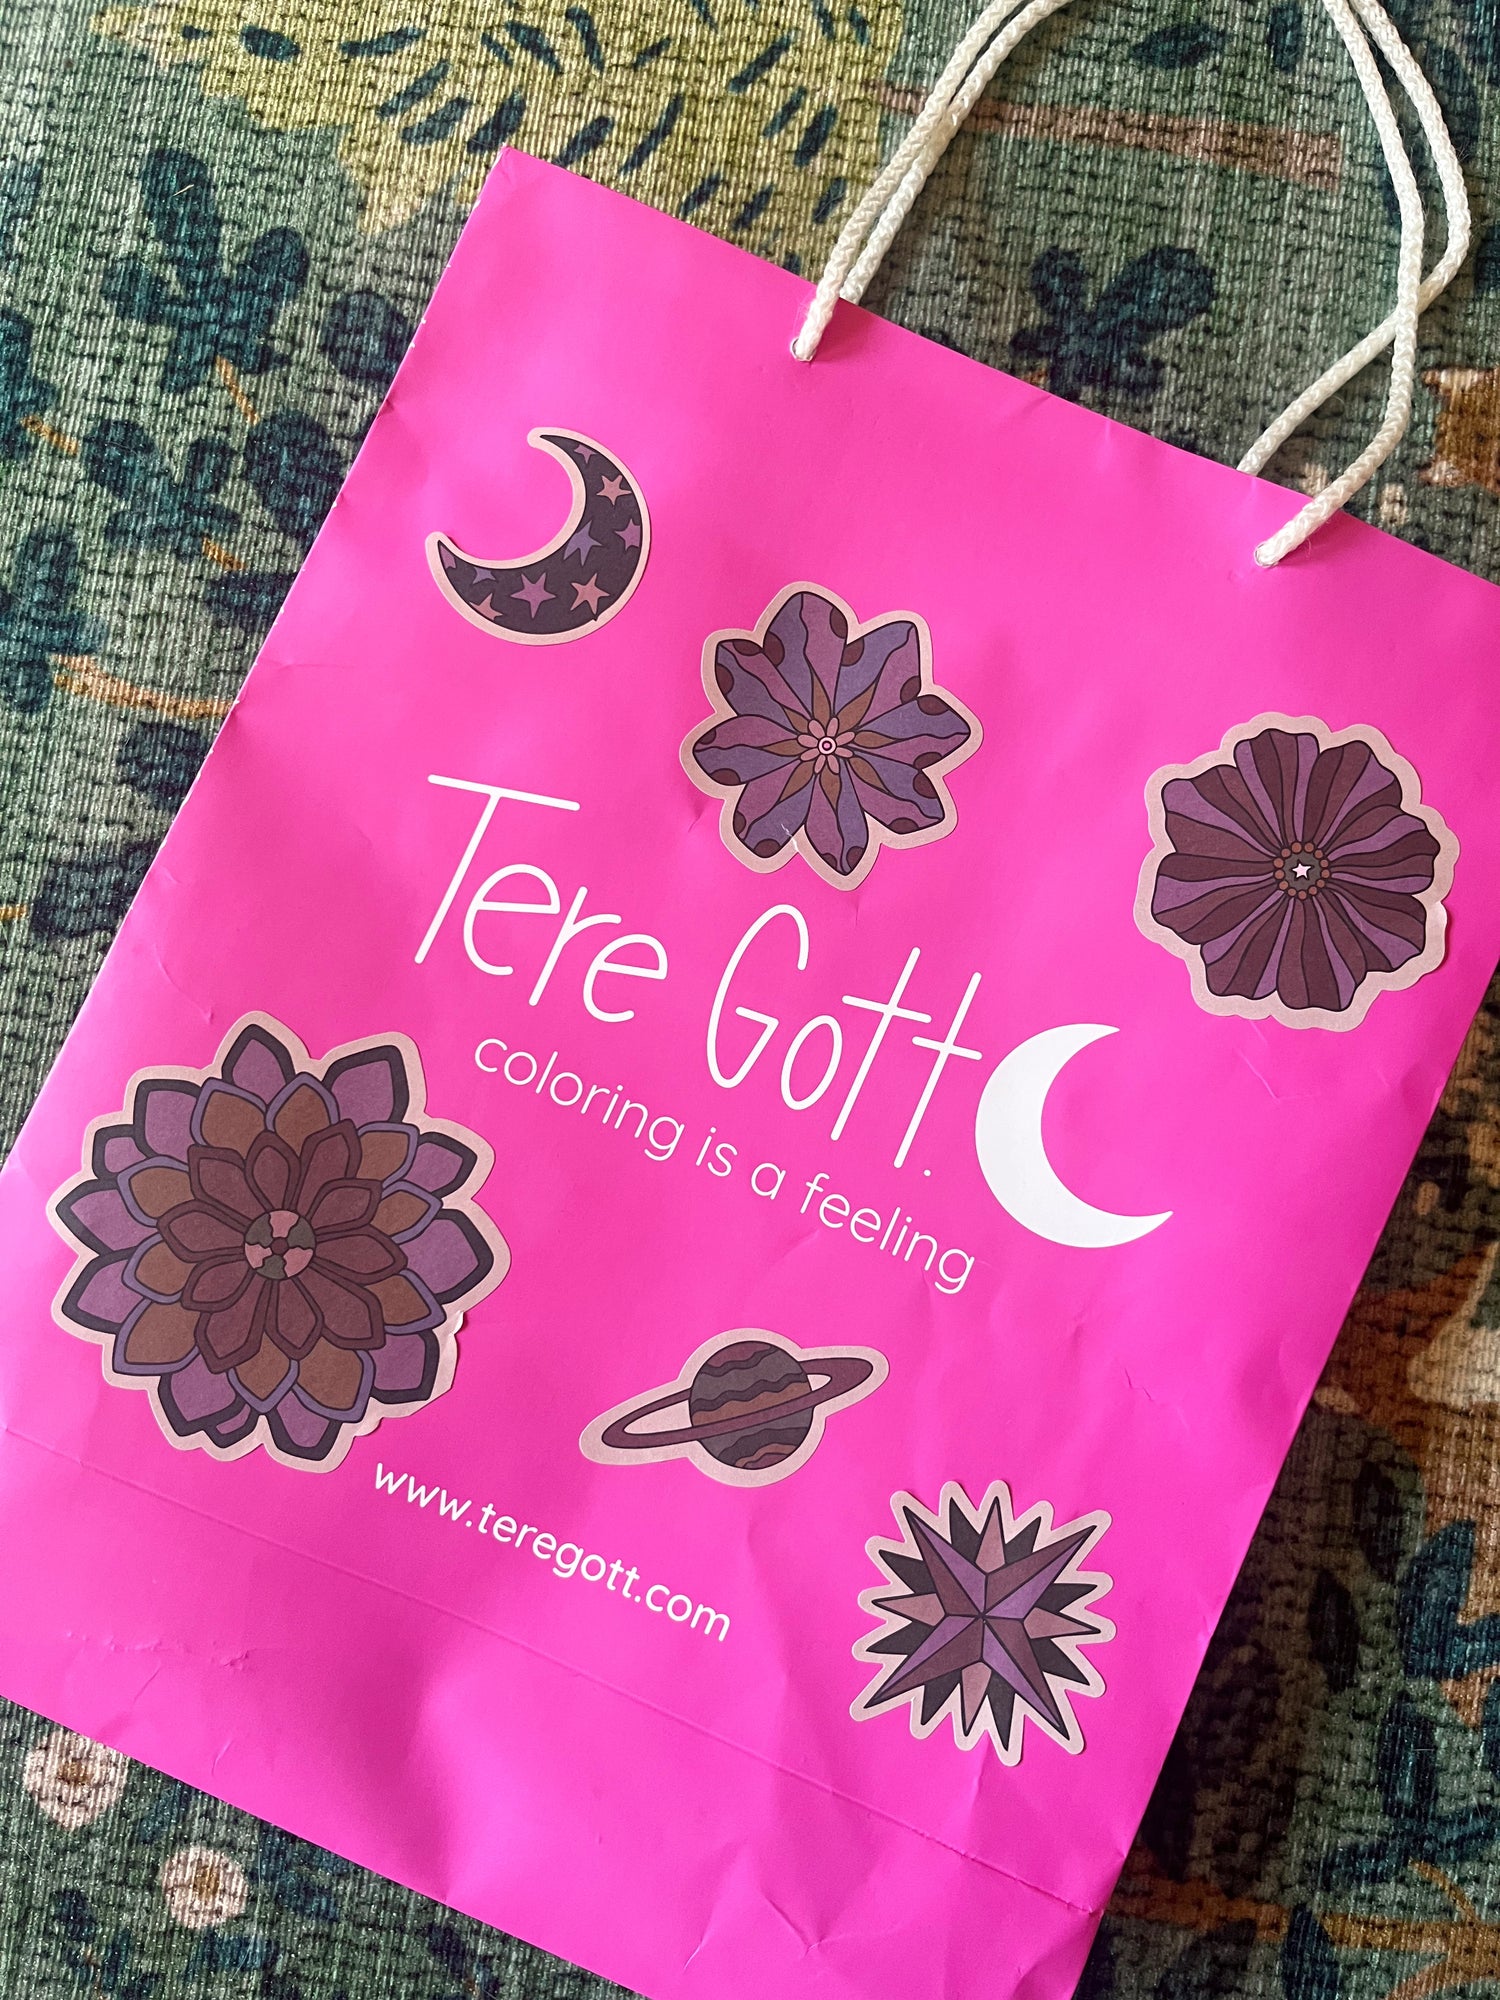 Tere Gott.
coloring is a feeling
www.teregott.com